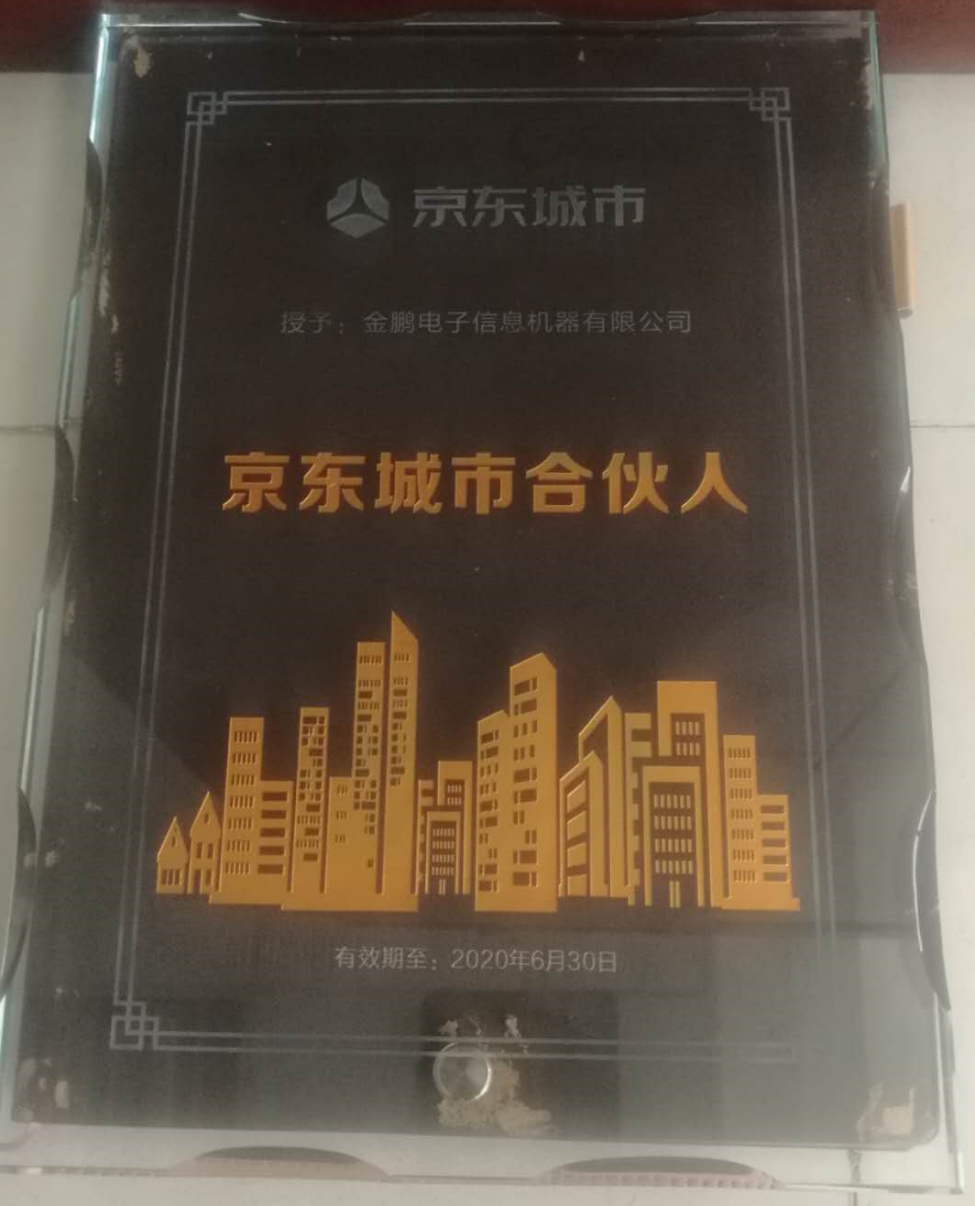 京东城市
授予：金鹏电子信息机器有限公司
京东城市合伙人
有效期至：2020年6月30日